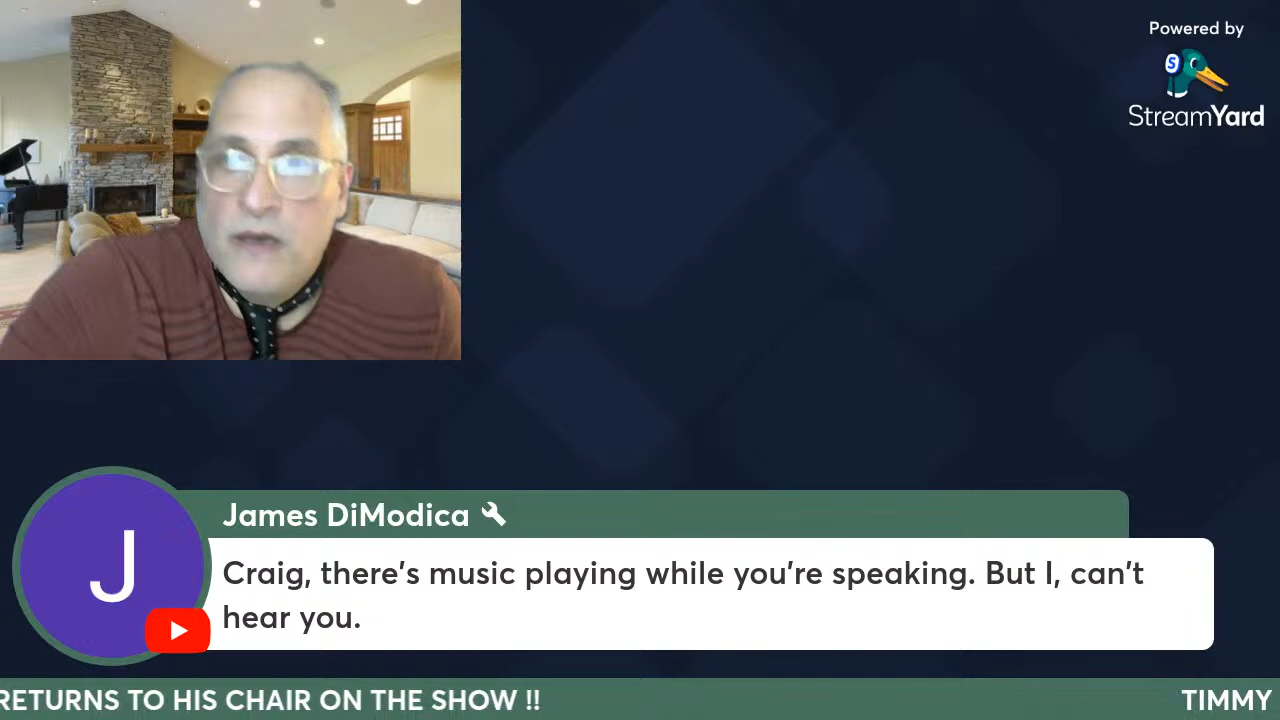 Powered by
S
StreamYard
James DiModica
J
Craig, there's music playing while you're speaking. But I, can't
hear you.
RETURNS TO HIS CHAIR ON THE SHOW !!
TIMMY